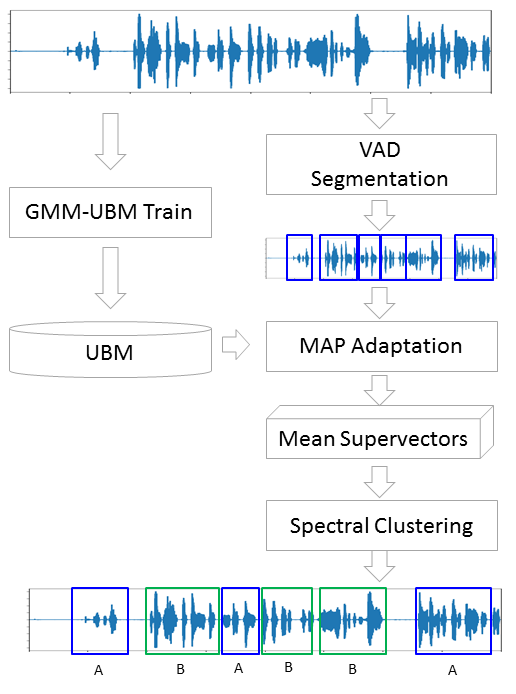 VAD
Segmentation
GMM-UBM Train
UBM
MAP Adaptation
Mean Supervectors
Spectral Clustering
A B A B B A